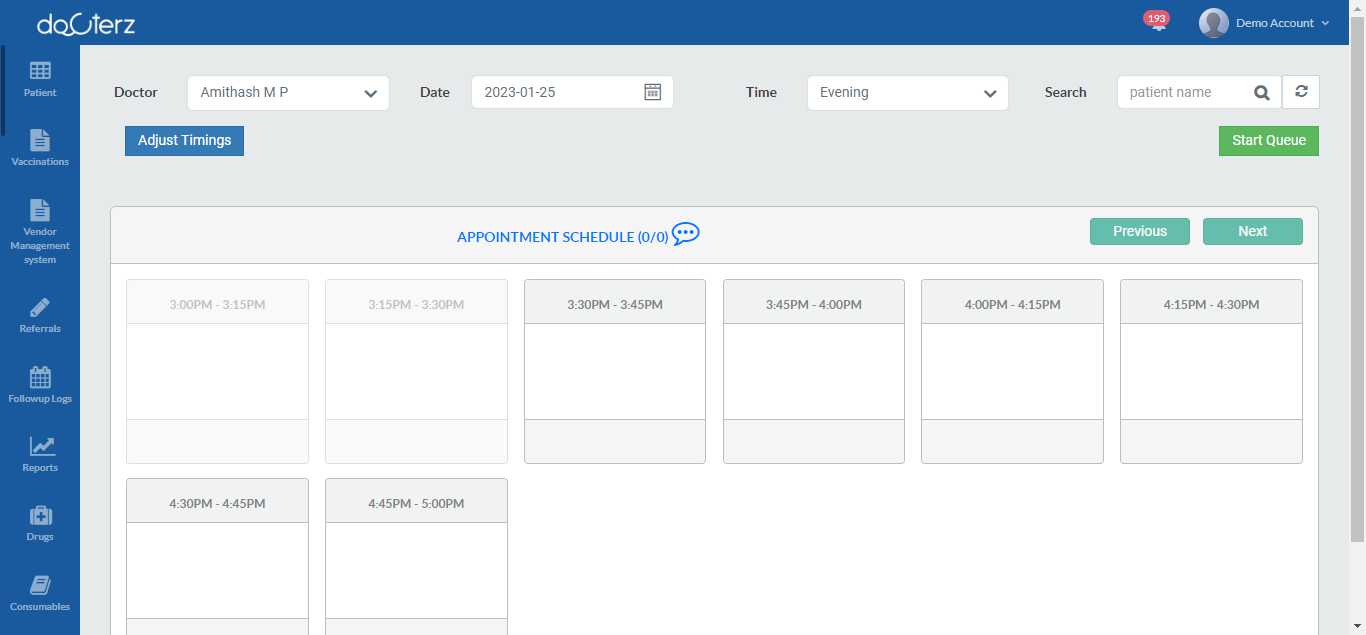 daOcterz
193
Demo Account
Patient
Vaccinations
Vendor
Management
system
Referrals
Followup Logs
Reports
Drugs
Consumables
Doctor
Amithash M P
Date
2023-01-25
Time
Evening
Search
patient name
Adjust Timings
Start Queue
APPOINTMENT SCHEDULE (0/0)
Previous
Next
3:00PM - 3:15PM
3:15PM - 3:30PM
3:30PM - 3:45PM
3:45PM - 4:00PM
4:00PM - 4:15PM
4:15PM - 4:30PM
4:30PM - 4:45PM
4:45PM - 5:00PM